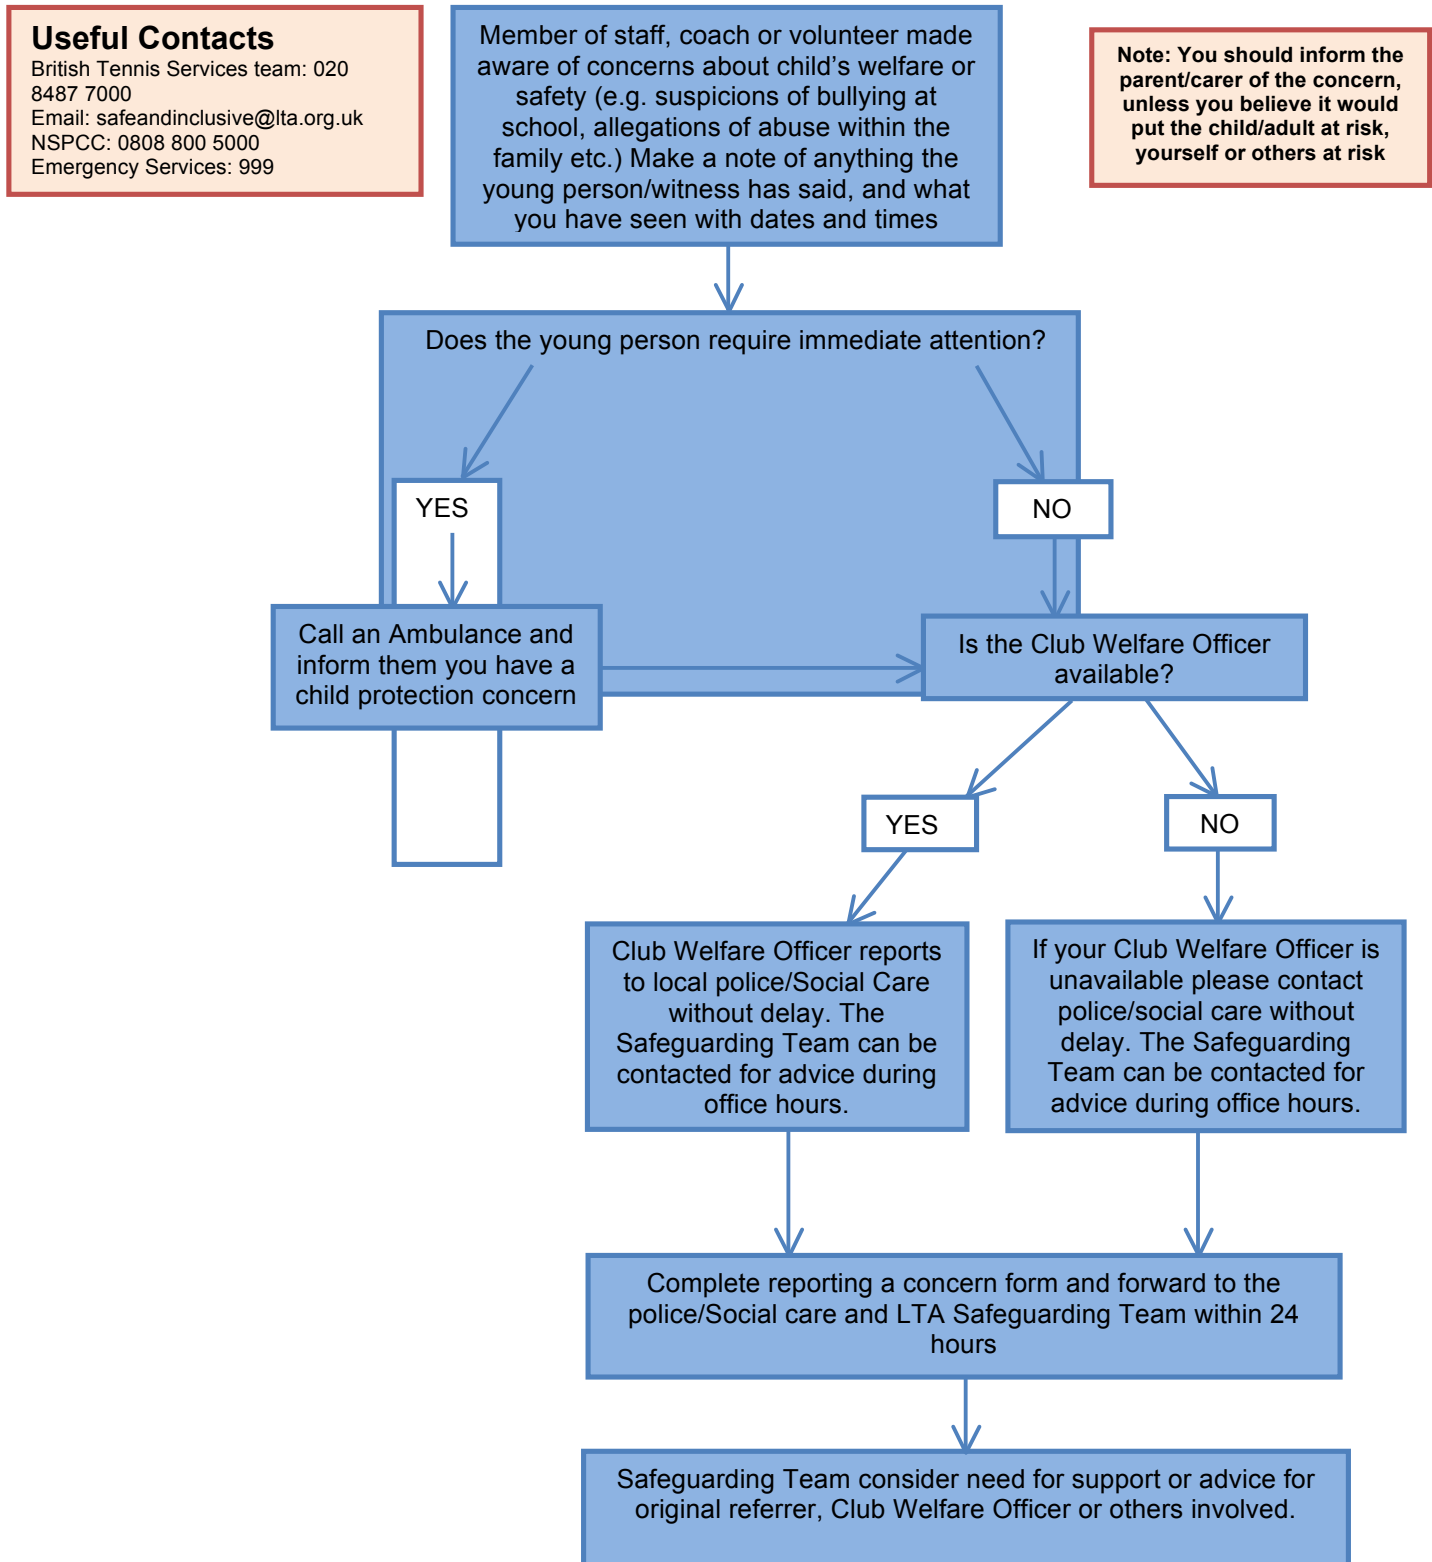 Useful Contacts
British Tennis Services team: 020
8487 7000
Email: safeandinclusive@lta.org.uk
NSPCC: 0808 800 5000
Emergency Services: 999
Member of staff, coach or volunteer made
aware of concerns about child’s welfare or
safety (e.g. suspicions of bullying at
school, allegations of abuse within the
family etc.) Make a note of anything the
young person/witness has said, and what
you have seen with dates and times
Note: You should inform the
parent/carer of the concern,
unless you believe it would
put the child/adult at risk,
yourself or others at risk
Does the young person require immediate attention?
YES
NO
Call an Ambulance and
inform them you have a
child protection concern
Is the Club Welfare Officer
available?
YES
NO
Club Welfare Officer reports
to local police/Social Care
without delay. The
Safeguarding Team can be
contacted for advice during
office hours.
If your Club Welfare Officer is
unavailable please contact
police/social care without
delay. The Safeguarding
Team can be contacted for
advice during office hours.
Complete reporting a concern form and forward to the
police/Social care and LTA Safeguarding Team within 24
hours
Safeguarding Team consider need for support or advice for
original referrer, Club Welfare Officer or others involved.